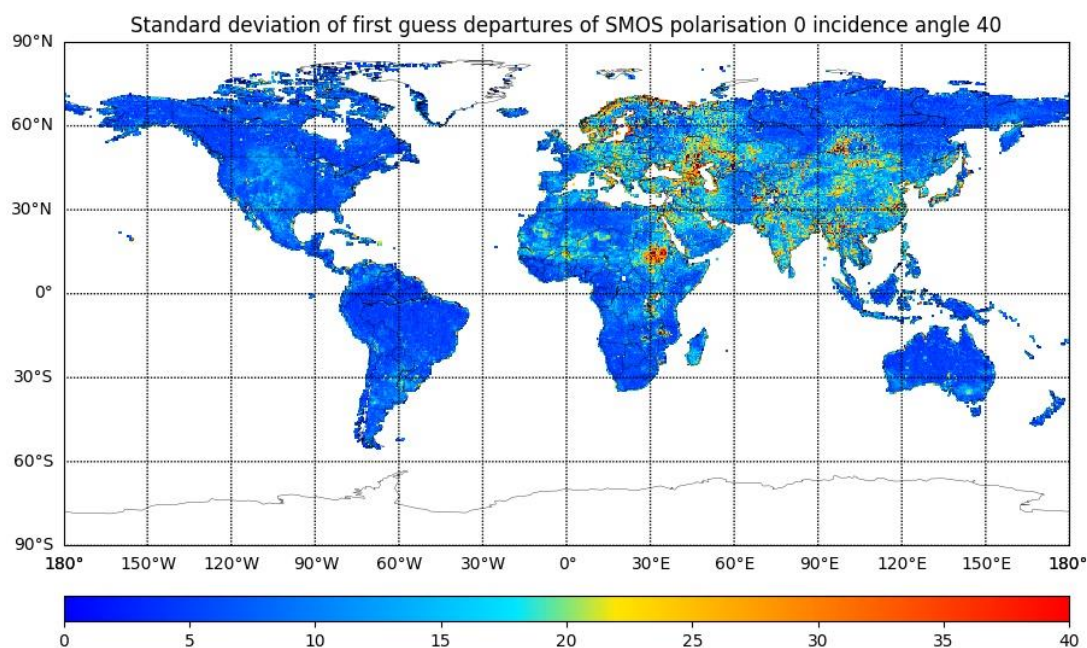 Standard deviation of first guess departures of SMOS polarisation 0 incidence angle 40
90°N
60°N
30°N
0°
30°S
60°S
90°S
180° 150°W 120°W 90°W 60°W 30°W 0° 30°E 60°E 90°E 120°E 150°E 180°
0 5 10 15 20 25 30 35 40